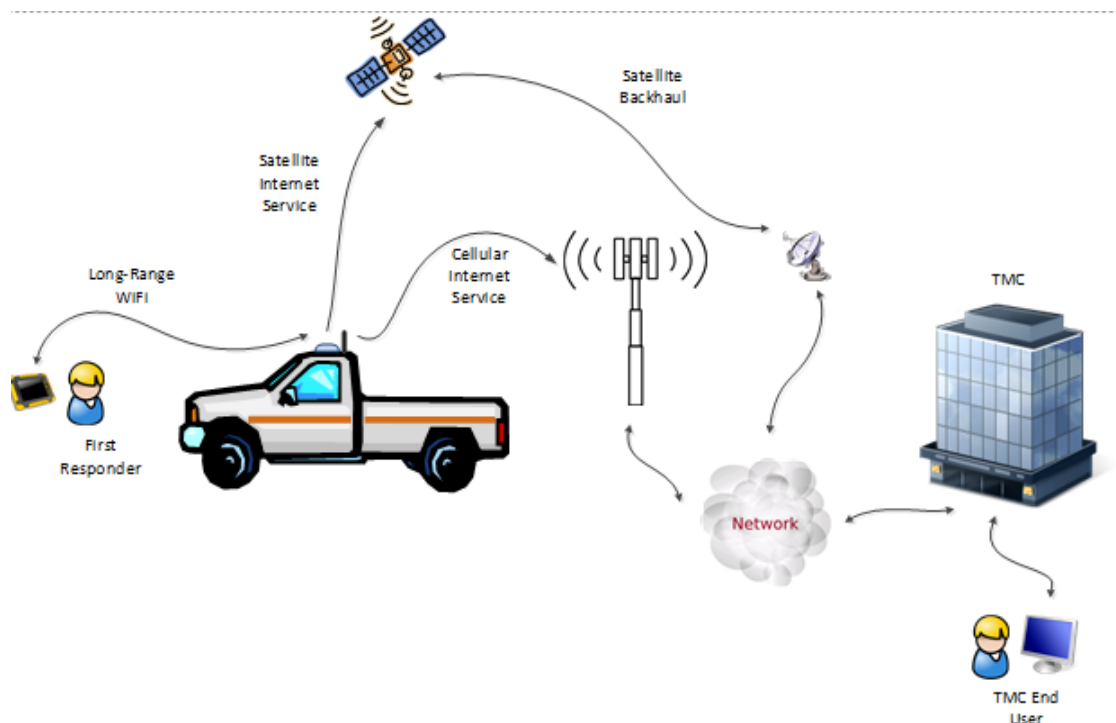 Satellite
Backhaul
Satellite
Internet
Service
Cellular
Internet
Service
Long-Range
WIFI
TMC
First
Responder
Network
TMC End
User